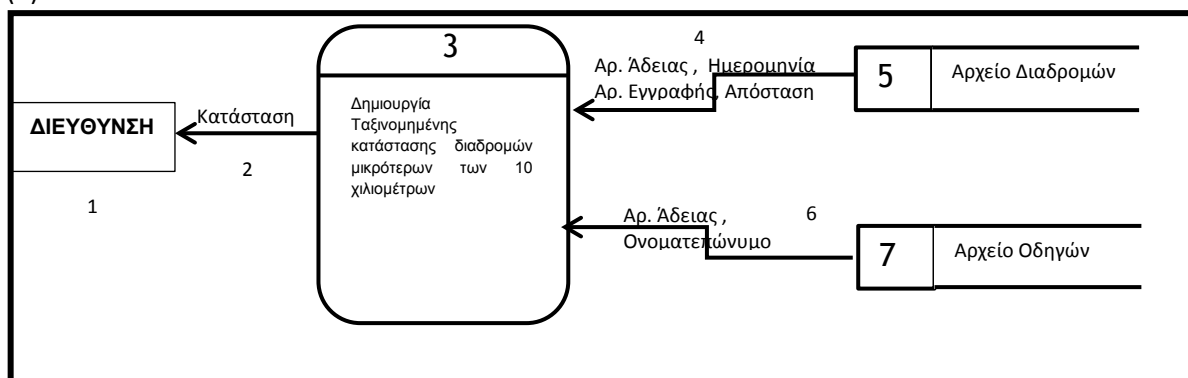 3
4
Αρ. Άδειας , Ημερομηνία
Αρ. Εγγραφής, Απόσταση
5
Αρχείο Διαδρομών
ΔΙΕΥΘΥΝΣΗ
Κατάσταση
2
1
Δημιουργία
Ταξινομημένης
κατάστασης διαδρομών
μικρότερων των 10
χιλιομέτρων
Αρ. Άδειας ,
Ονοματεπώνυμο
6
7
Αρχείο Οδηγών